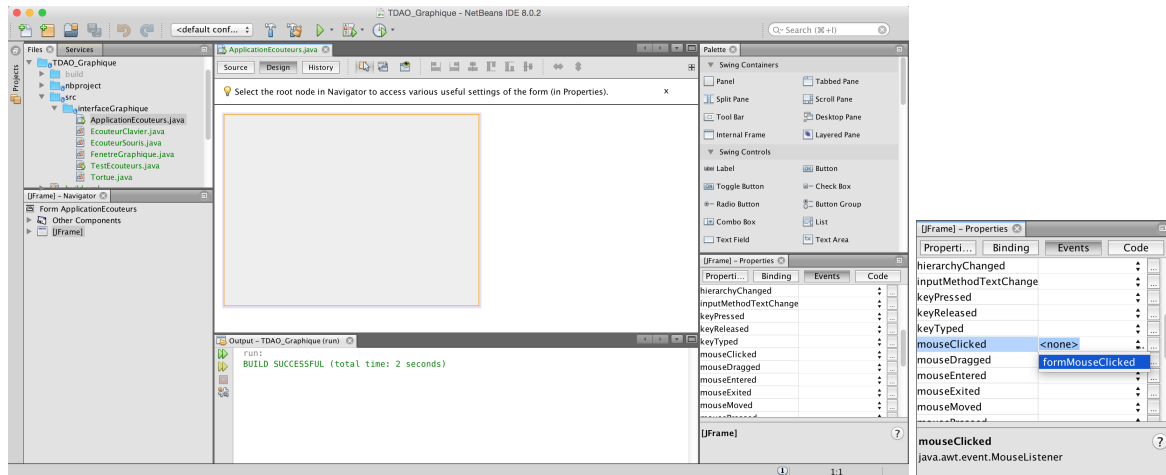 TDAO_Graphique - NetBeans IDE 8.0.2
<default conf...
Search (⌘+I)
Files
Services
Projects
TDAO_Graphique
build
nbproject
src
interfaceGraphique
ApplicationEcouteurs.java
EcouteurClavier.java
EcouteurSouris.java
FenetreGraphique.java
TestEcouteurs.java
Tortue.java
[JFrame] - Navigator
Form ApplicationEcouteurs
Other Components
[JFrame]
ApplicationEcouteurs.java
Source
Design
History
Select the root node in Navigator to access various useful settings of the form (in Properties).
x
Output - TDAO_Graphique (run)
run:
BUILD SUCCESSFUL (total time: 2 seconds)
Palette
Swing Containers
Panel
Tabbed Pane
Split Pane
Scroll Pane
Tool Bar
Desktop Pane
Internal Frame
Layered Pane
Swing Controls
Label
Button
Toggle Button
Check Box
Radio Button
Button Group
Combo Box
List
Text Field
Text Area
[JFrame] - Properties
Properti...
Binding
Events
Code
hierarchyChanged
inputMethodTextChange
keyPressed
keyReleased
keyTyped
mouseClicked
mouseDragged
mouseEntered
mouseExited
mouseMoved
[JFrame]
?
1
1:1
[JFrame] - Properties
Properti...
Binding
Events
Code
hierarchyChanged
inputMethodTextChange
keyPressed
keyReleased
keyTyped
mouseClicked <none>
mouseDragged formMouseClicked
mouseEntered
mouseExited
mouseMoved
mouseClicked
java.awt.event.MouseListener
?